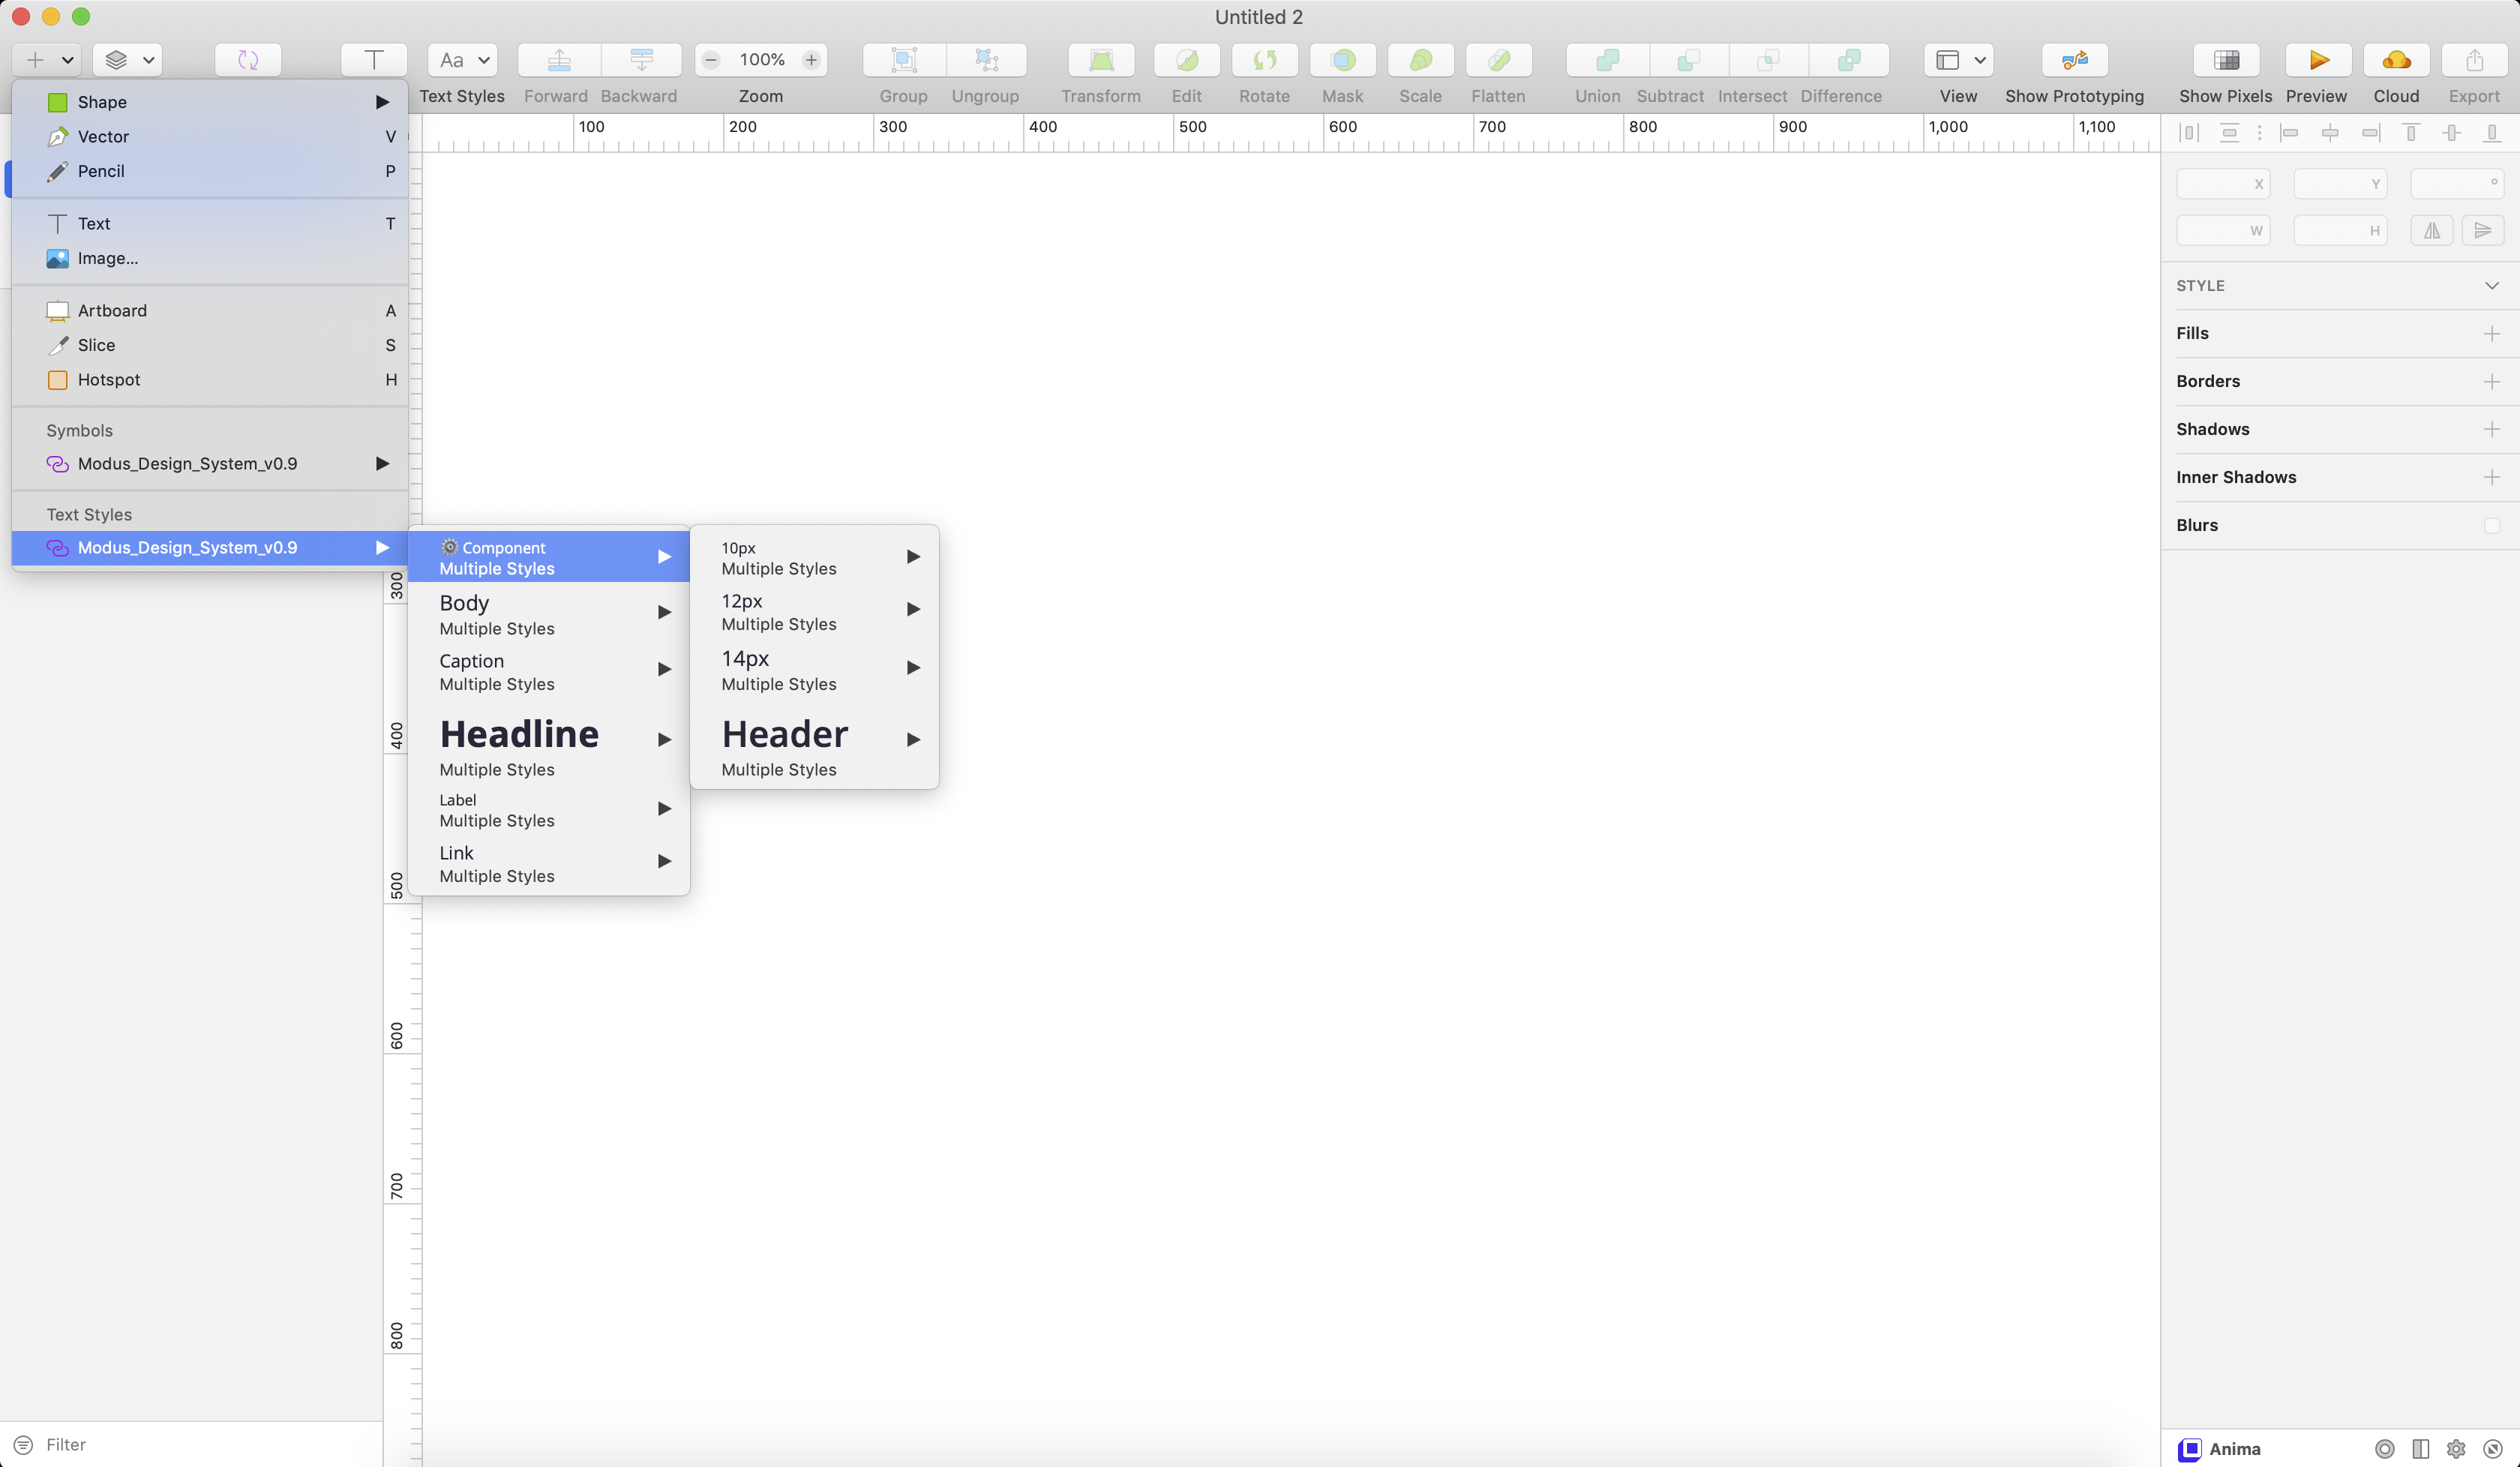 Untitled 2
100%
Aa
Text Styles
Forward
Backward
Zoom
Group
Ungroup
Transform
Edit
Rotate
Mask
Scale
Flatten
Union
Subtract
Intersect
Difference
View
Show Prototyping
Show Pixels
Preview
Cloud
Export
Shape
Vector V
Pencil P
Text T
Image...
Artboard A
Slice S
Hotspot H
Symbols
Modus_Design_System_v0.9
Text Styles
Modus_Design_System_v0.9
Component
Multiple Styles
Body
Multiple Styles
Caption
Multiple Styles
Headline
Multiple Styles
Label
Multiple Styles
Link
Multiple Styles
10px
Multiple Styles
12px
Multiple Styles
14px
Multiple Styles
Header
Multiple Styles
100 200 300 400 500 600 700 800 900 1,000 1,100
300
400
500
600
700
800
X Y °
W H
STYLE
Fills
Borders
Shadows
Inner Shadows
Blurs
Filter
Anima